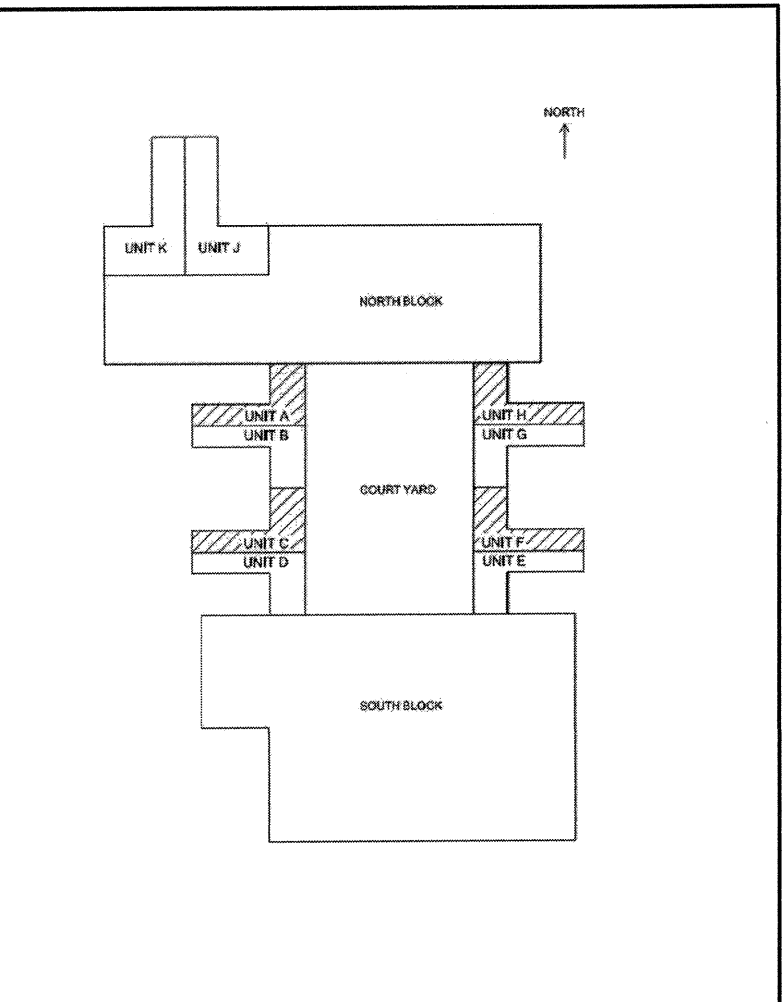 NORTH
UNIT K
UNIT J
NORTH BLOCK
UNIT A
UNIT H
UNIT B
UNIT G
COURT YARD
UNIT C
UNIT F
UNIT D
UNIT E
SOUTH BLOCK